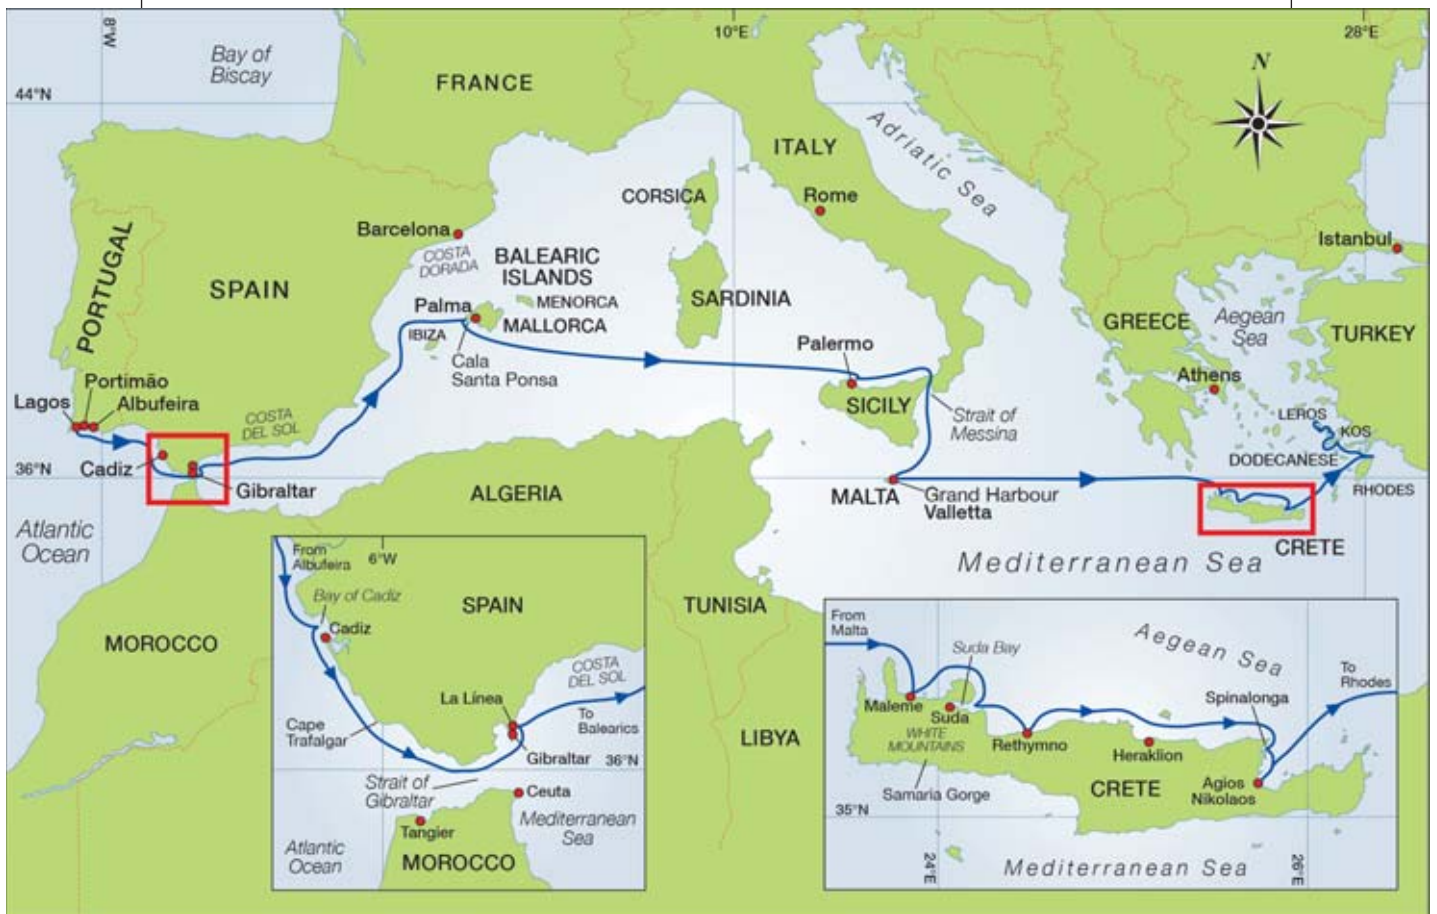 8°W
10°E
28°E
Bay of
Biscay
N
44°N
FRANCE
ITALY
Adriatic Sea
CORSICA
Rome
Barcelona
COSTA
DORADA
BALEARIC
ISLANDS
Istanbul
PORTUGAL
SPAIN
Palma
MENORCA
MALLORCA
IBIZA
SARDINIA
GREECE
Aegean
Sea
TURKEY
Cala
Santa Ponsa
Palermo
Athens
Portimão
Lagos
Albufeira
COSTA
DEL SOL
SICILY
Strait of
Messina
LEROS
KOS
Cadiz
DODECANESE
36°N
Gibraltar
ALGERIA
MALTA
Grand Harbour
Valletta
RHODES
Atlantic
Ocean
CRETE
Mediterranean Sea
MOROCCO
TUNISIA
LIBYA
From
Albufeira
6°W
Bay of Cadiz
SPAIN
Cadiz
COSTA
DEL SOL
La Línea
To
Balearics
Cape
Trafalgar
Gibraltar
36°N
Strait of
Gibraltar
Ceuta
Tangier
Mediterranean
Sea
Atlantic
Ocean
MOROCCO
From
Malta
Aegean Sea
Suda Bay
To
Rhodes
Spinalonga
Maleme
Suda
WHITE
MOUNTAINS
Rethymno
Heraklion
CRETE
Agios
Nikolaos
Samaria Gorge
35°N
24°E
Mediterranean Sea
26°E